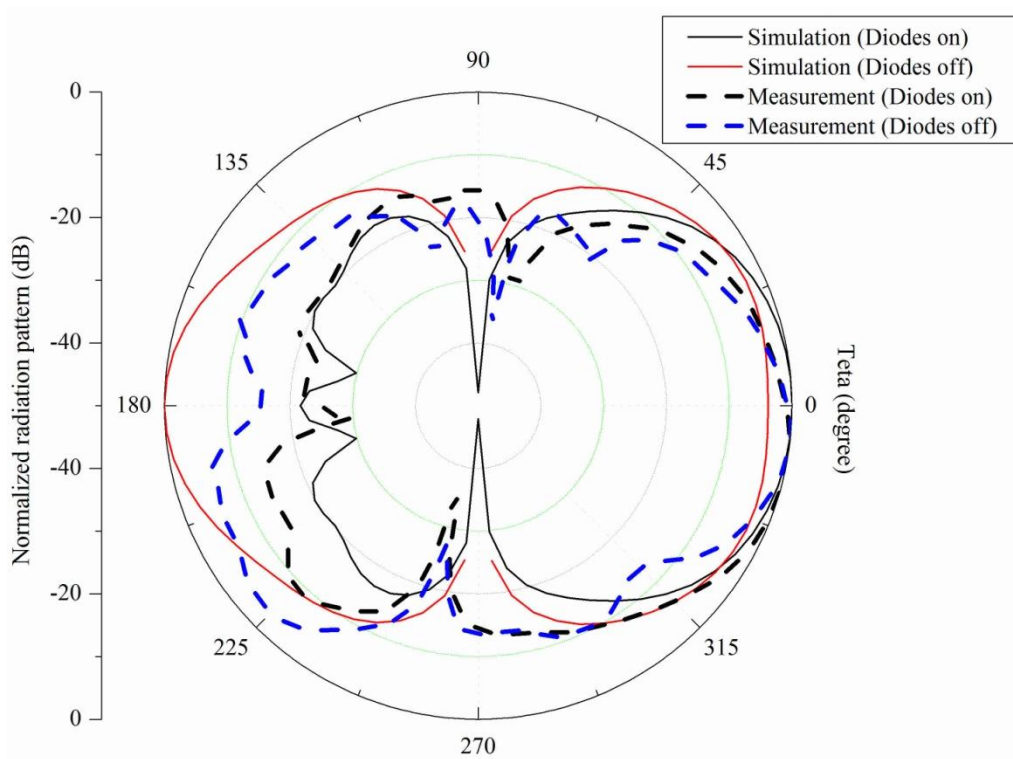 Simulation (Diodes on)
Simulation (Diodes off)
Measurement (Diodes on)
Measurement (Diodes off)
90
0
135
45
-20
-40
180
0
-40
-20
225
315
0
270
Normalized radiation pattern (dB)
Teta (degree)